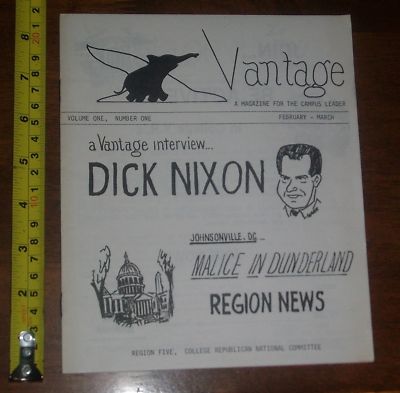 Vantage
A MAGAZINE FOR THE CAMPUS LEADER
VOLUME ONE, NUMBER ONE
FEBRUARY - MARCH
a Vantage interview...
DICK NIXON
JOHNSONVILLE, DC ...
MALICE IN DUNDERLAND
REGION NEWS
REGION FIVE, COLLEGE REPUBLICAN NATIONAL COMMITTEE